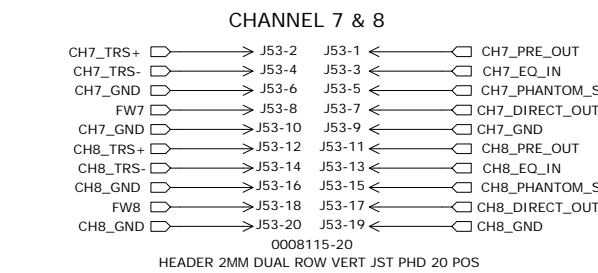 CHANNEL 7 & 8
CH7_TRS+ J53-2 J53-1 CH7_PRE_OUT
CH7_TRS- J53-4 J53-3 CH7_EQ_IN
CH7_GND J53-6 J53-5 CH7_PHANTOM_S
FW7 J53-8 J53-7 CH7_DIRECT_OUT
CH7_GND J53-10 J53-9 CH7_GND
CH8_TRS+ J53-12 J53-11 CH8_PRE_OUT
CH8_TRS- J53-14 J53-13 CH8_EQ_IN
CH8_GND J53-16 J53-15 CH8_PHANTOM_S
FW8 J53-18 J53-17 CH8_DIRECT_OUT
CH8_GND J53-20 J53-19 CH8_GND
0008115-20
HEADER 2MM DUAL ROW VERT JST PHD 20 POS